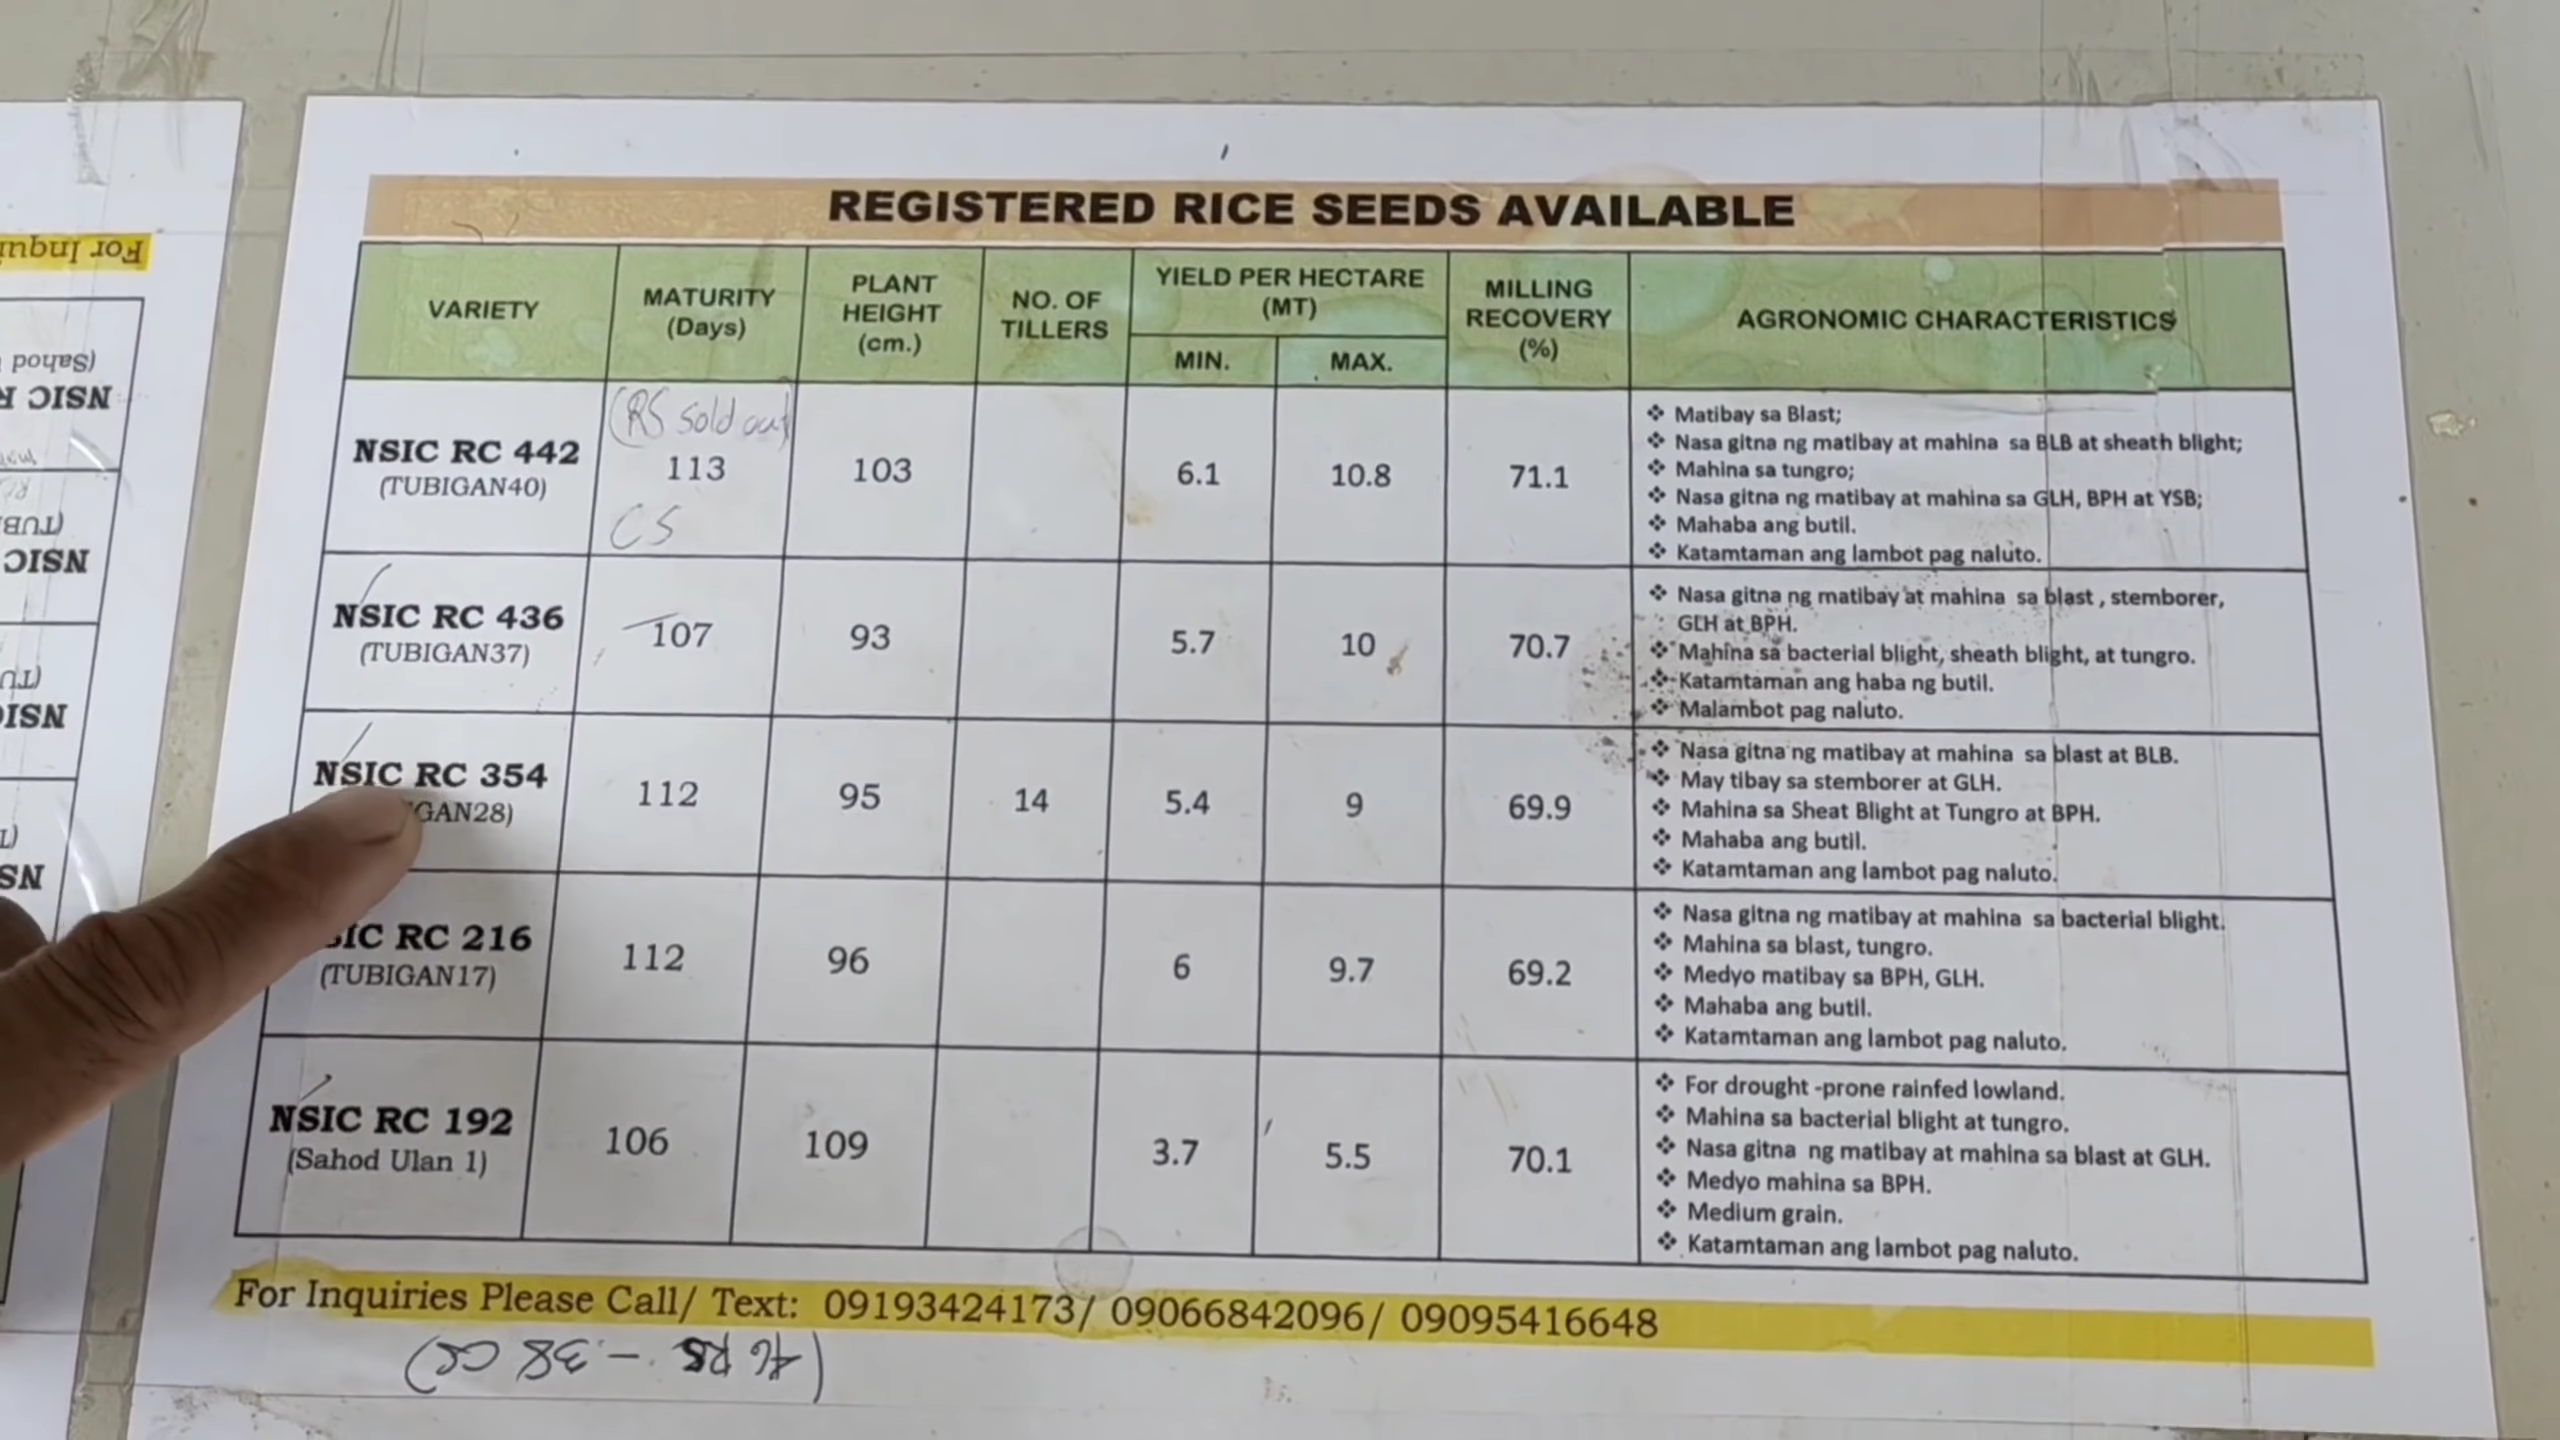 REGISTERED RICE SEEDS AVAILABLE
VARIETY
MATURITY
(Days)
PLANT
HEIGHT
(cm.)
NO. OF
TILLERS
YIELD PER HECTARE
(MT)
MIN.
MAX.
MILLING
RECOVERY
(%)
AGRONOMIC CHARACTERISTICS
NSIC RC 442
(TUBIGAN40)
(RS Sold out)
113
CS
103
6.1
10.8
71.1
❖ Matibay sa Blast;
❖ Nasa gitna ng matibay at mahina sa BLB at sheath blight;
❖ Mahina sa tungro;
❖ Nasa gitna ng matibay at mahina sa GLH, BPH at YSB;
❖ Mahaba ang butil.
❖ Katamtaman ang lambot pag naluto.
NSIC RC 436
(TUBIGAN37)
107
93
5.7
10
70.7
❖ Nasa gitna ng matibay at mahina sa blast , stemborer,
GLH at BPH.
❖ Mahina sa bacterial blight, sheath blight, at tungro.
❖ Katamtaman ang haba ng butil.
❖ Malambot pag naluto.
NSIC RC 354
GAN28)
112
95
14
5.4
9
69.9
❖ Nasa gitna ng matibay at mahina sa blast at BLB.
❖ May tibay sa stemborer at GLH.
❖ Mahina sa Sheat Blight at Tungro at BPH.
❖ Mahaba ang butil.
❖ Katamtaman ang lambot pag naluto.
IC RC 216
(TUBIGAN17)
112
96
6
9.7
69.2
❖ Nasa gitna ng matibay at mahina sa bacterial blight.
❖ Mahina sa blast, tungro.
❖ Medyo matibay sa BPH, GLH.
❖ Mahaba ang butil.
❖ Katamtaman ang lambot pag naluto.
NSIC RC 192
(Sahod Ulan 1)
106
109
3.7
5.5
70.1
❖ For drought -prone rainfed lowland.
❖ Mahina sa bacterial blight at tungro.
❖ Nasa gitna ng matibay at mahina sa blast at GLH.
❖ Medyo mahina sa BPH.
❖ Medium grain.
❖ Katamtaman ang lambot pag naluto.
For Inquiries Please Call/ Text: 09193424173/ 09066842096/ 09095416648
For Inqui
(Sahod
NSIC R
(TUB
NSIC
(TU
NSIC
(T
NS